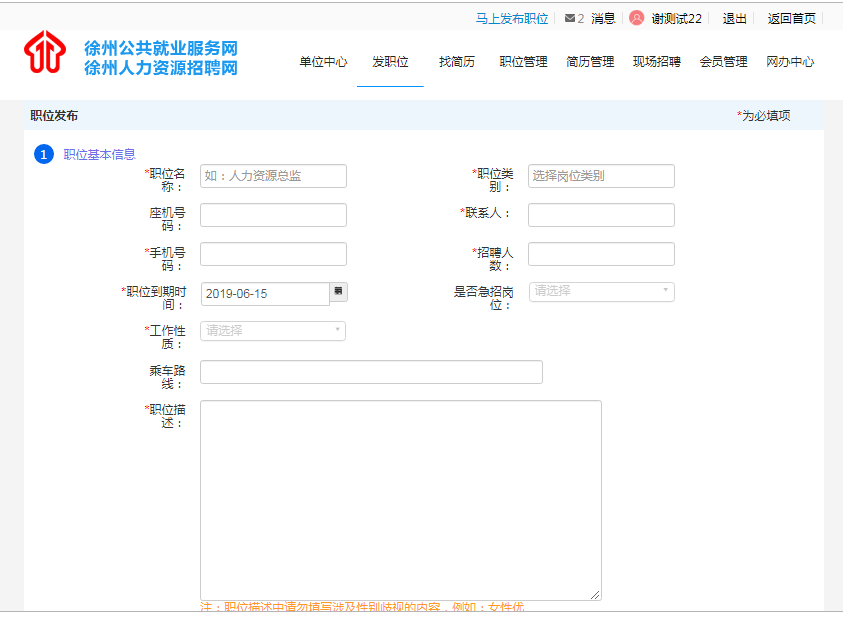 马上发布职位 2 消息 谢测试22 退出 返回首页
徐州公共就业服务网
徐州人力资源招聘网
单位中心 发职位 找简历 职位管理 简历管理 现场招聘 会员管理 网办中心
职位发布 *为必填项
1 职位基本信息
*职位名称： 如：人力资源总监 *职位类别： 选择岗位类别
座机号码： *联系人：
*手机号码： *招聘人数：
*职位到期时间： 2019-06-15 是否急招岗位： 请选择
*工作性质： 请选择
乘车路线：
*职位描述：
注：职位描述中请勿填写涉及性别歧视的内容，例如：女性优